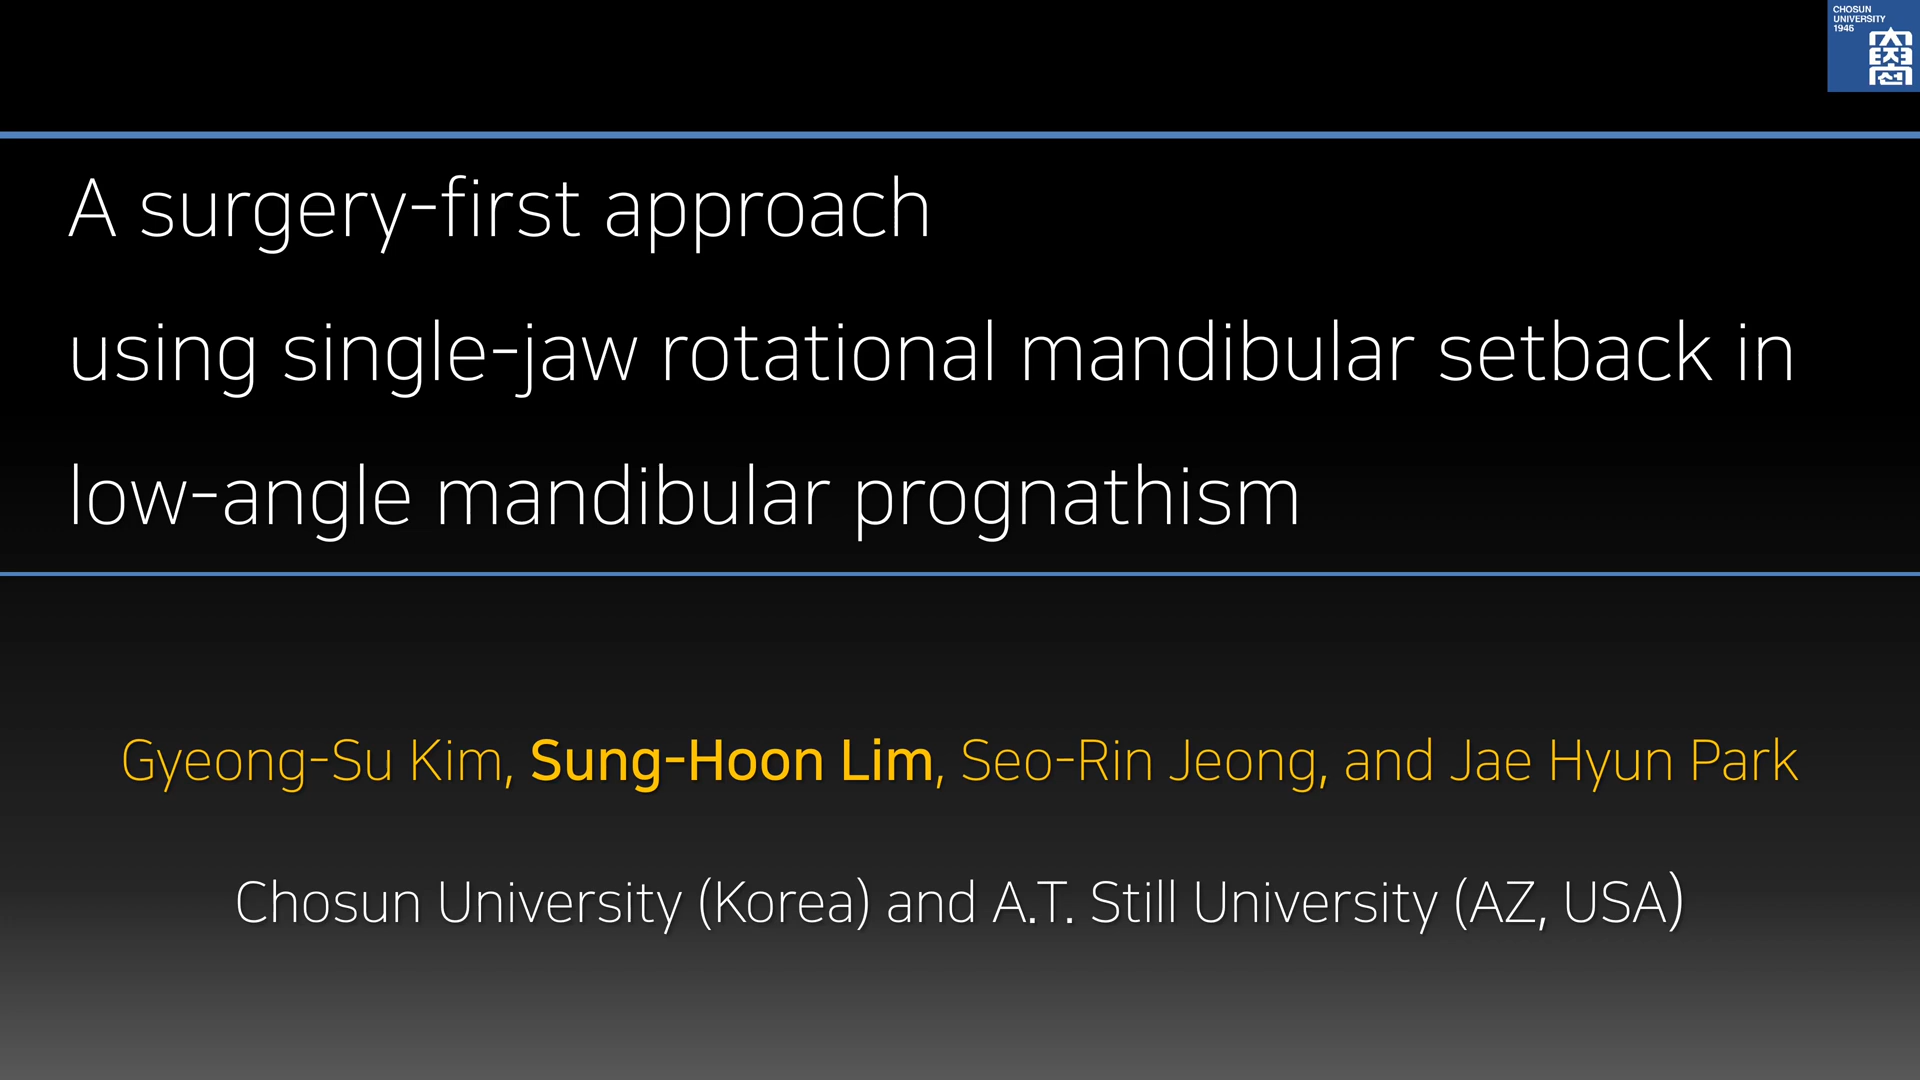 CHOSUN
UNIVERSITY
1946
조선
A surgery-first approach
using single-jaw rotational mandibular setback in
low-angle mandibular prognathism
Gyeong-Su Kim, Sung-Hoon Lim, Seo-Rin Jeong, and Jae Hyun Park
Chosun University (Korea) and A.T. Still University (AZ, USA)